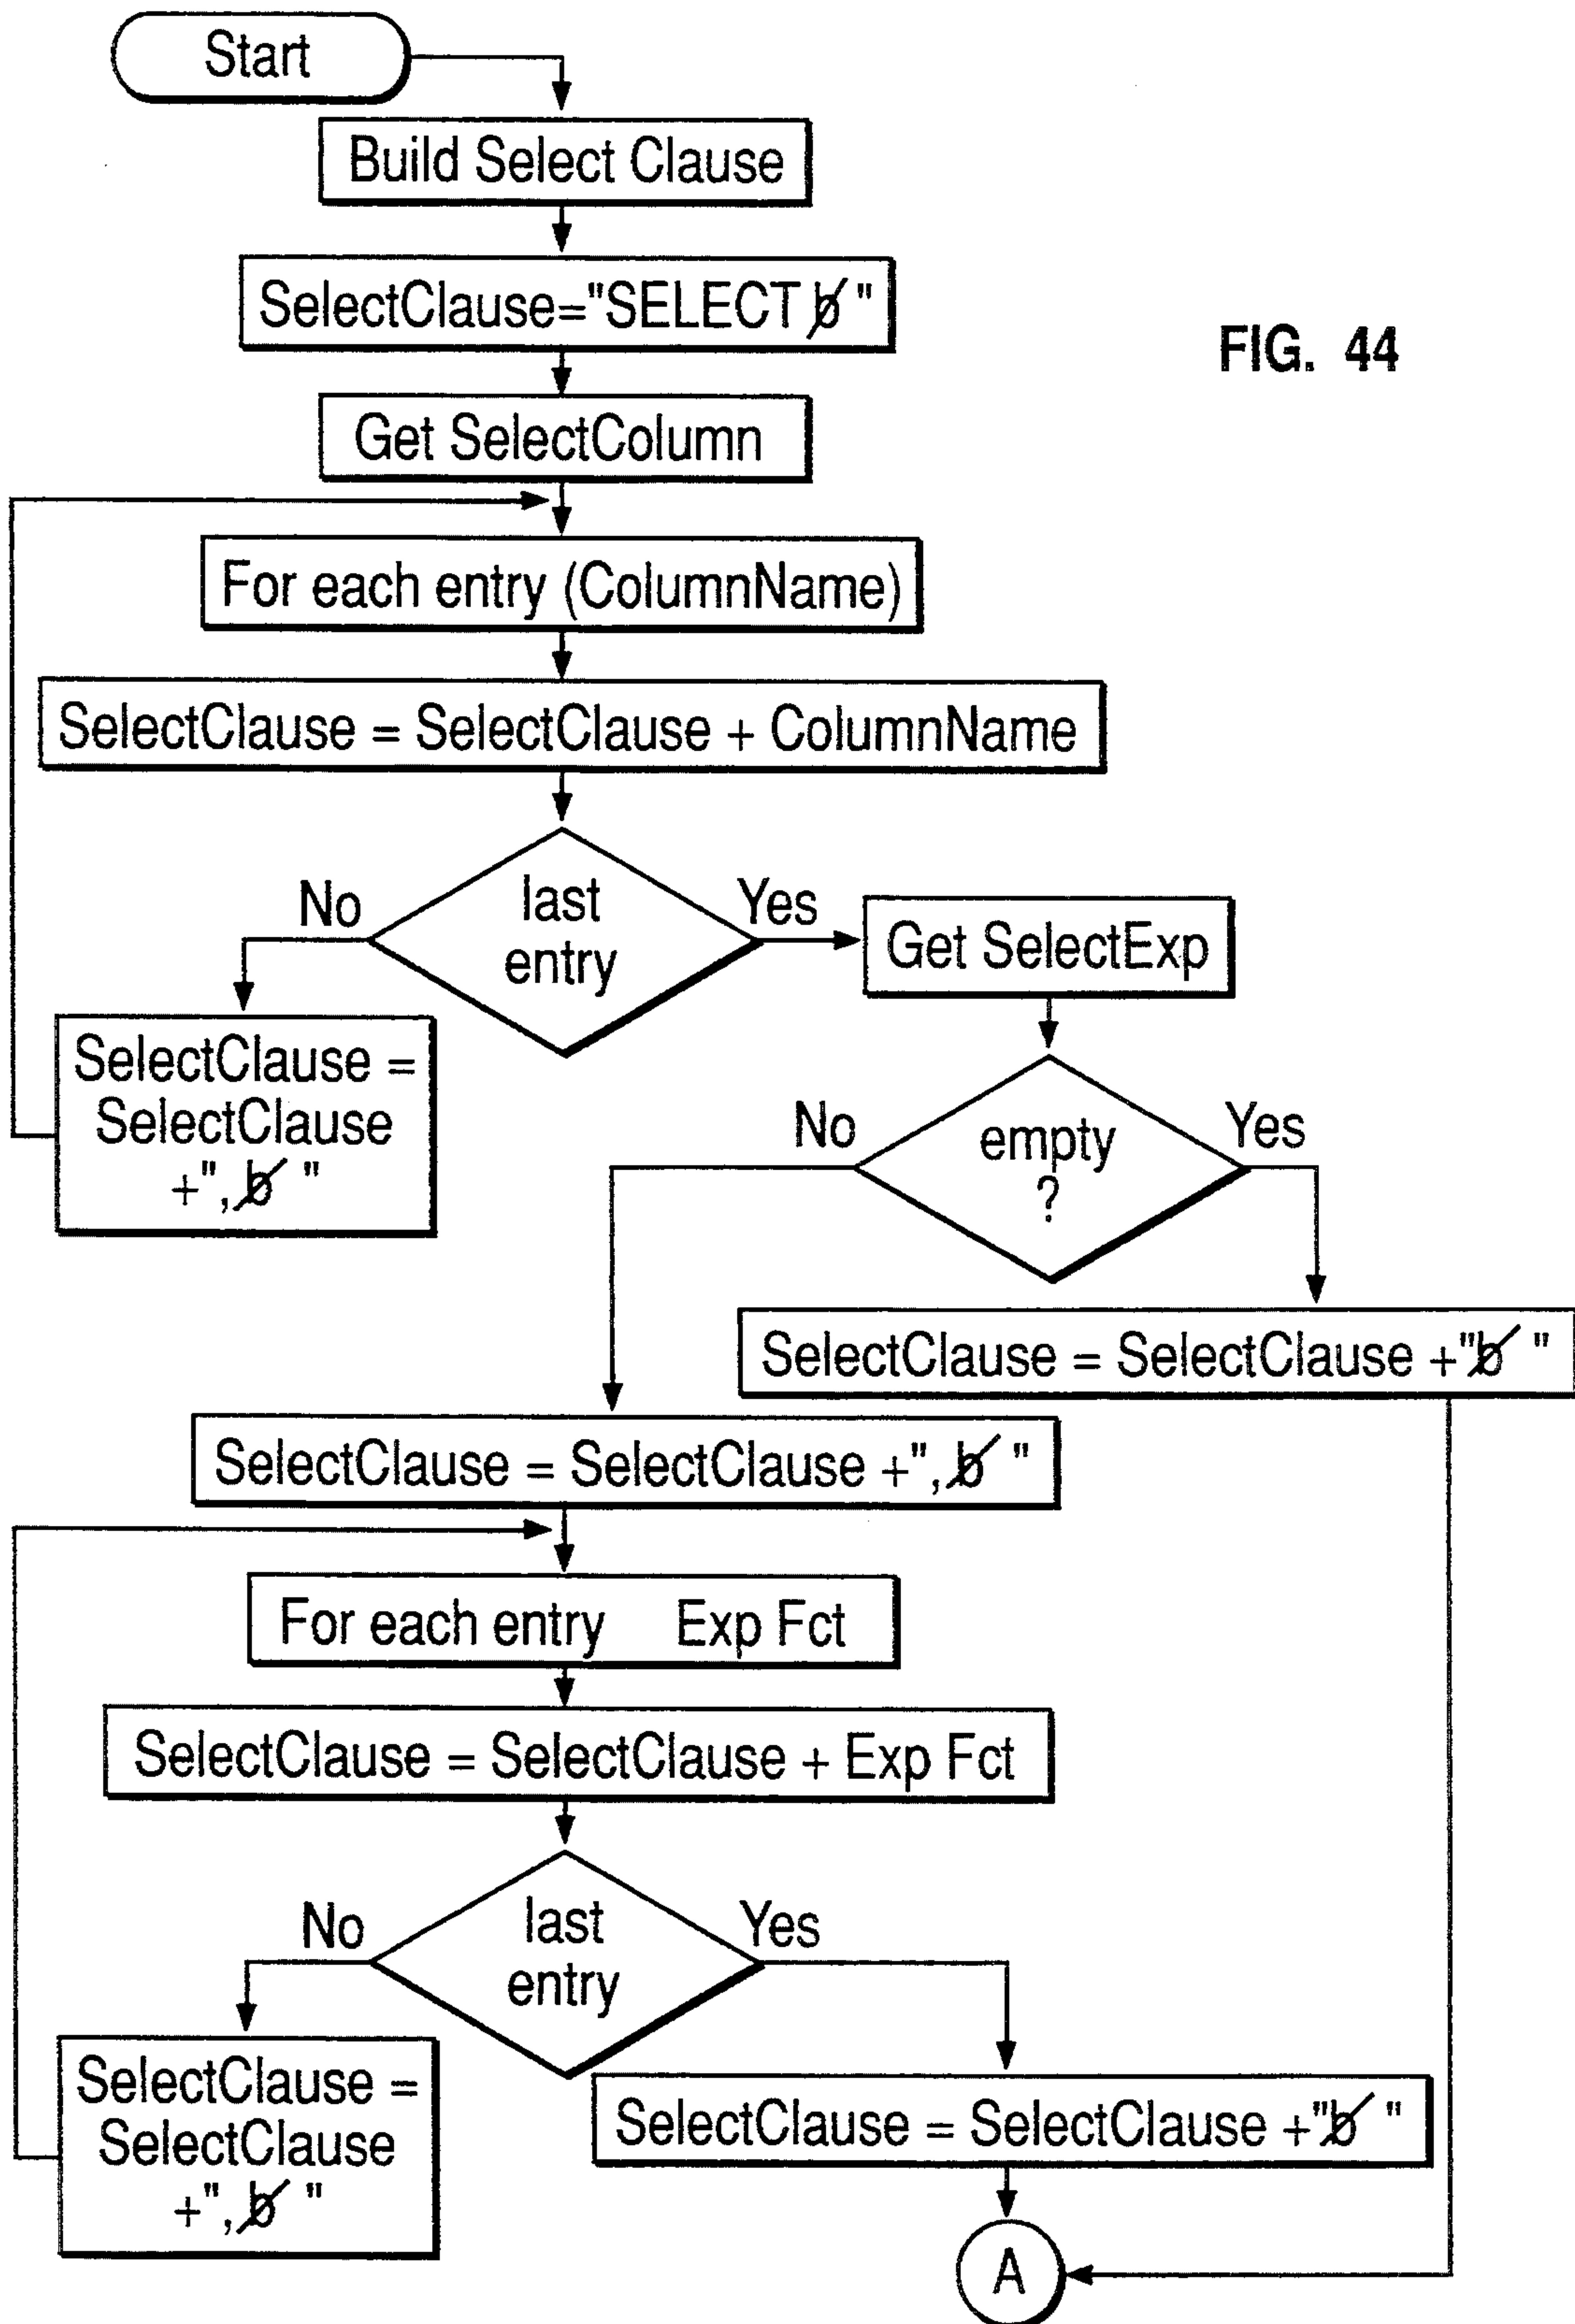 Start
Build Select Clause
SelectClause="SELECT b̸ "
FIG. 44
Get SelectColumn
For each entry (ColumnName)
SelectClause = SelectClause + ColumnName
No
last
entry
Yes
Get SelectExp
SelectClause =
SelectClause
+", b̸ "
No
empty
?
Yes
SelectClause = SelectClause +"b̸ "
SelectClause = SelectClause +", b̸ "
For each entry Exp Fct
SelectClause = SelectClause + Exp Fct
No
last
entry
Yes
SelectClause =
SelectClause
+", b̸ "
SelectClause = SelectClause +"b̸ "
A